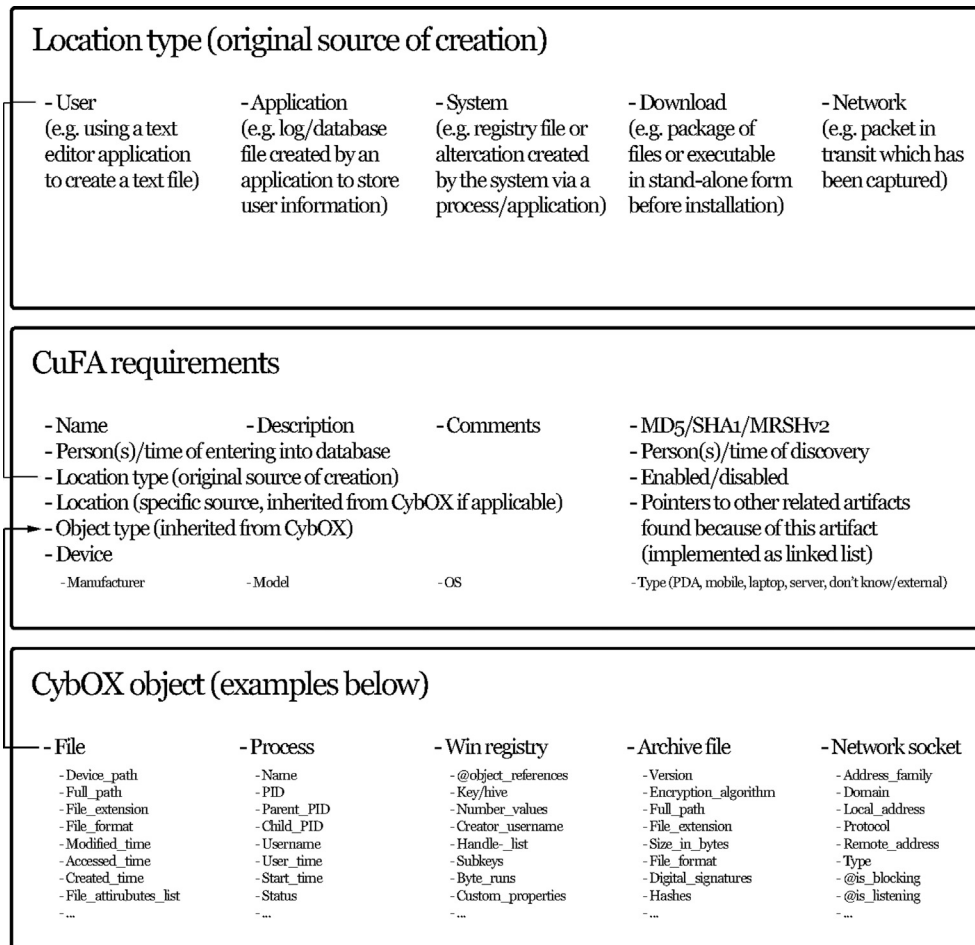 Location type (original source of creation)
- User
(e.g. using a text
editor application
to create a text file)
- Application
(e.g. log/database
file created by an
application to store
user information)
- System
(e.g. registry file or
altercation created
by the system via a
process/application)
- Download
(e.g. package of
files or executable
in stand-alone form
before installation)
- Network
(e.g. packet in
transit which has
been captured)
CuFA requirements
- Name
- Description
- Comments
- MD5/SHA1/MRSHv2
- Person(s)/time of entering into database
- Person(s)/time of discovery
- Location type (original source of creation)
- Enabled/disabled
- Location (specific source, inherited from CybOX if applicable)
- Pointers to other related artifacts
found because of this artifact
(implemented as linked list)
- Object type (inherited from CybOX)
- Device
- Manufacturer
- Model
- OS
- Type (PDA, mobile, laptop, server, don't know/external)
CybOX object (examples below)
- File
- Device_path
- Full_path
- File_extension
- File_format
- Modified_time
- Accessed_time
- Created_time
- File_attirubutes_list
- ...
- Process
- Name
- PID
- Parent_PID
- Child_PID
- Username
- User_time
- Start_time
- Status
- ...
- Win registry
- @object_references
- Key/hive
- Number_values
- Creator_username
- Handle-_list
- Subkeys
- Byte_runs
- Custom_properties
- ...
- Archive file
- Version
- Encryption_algorithm
- Full_path
- File_extension
- Size_in_bytes
- File_format
- Digital_signatures
- Hashes
- ...
- Network socket
- Address_family
- Domain
- Local_address
- Protocol
- Remote_address
- Type
- @is_blocking
- @is_listening
- ...